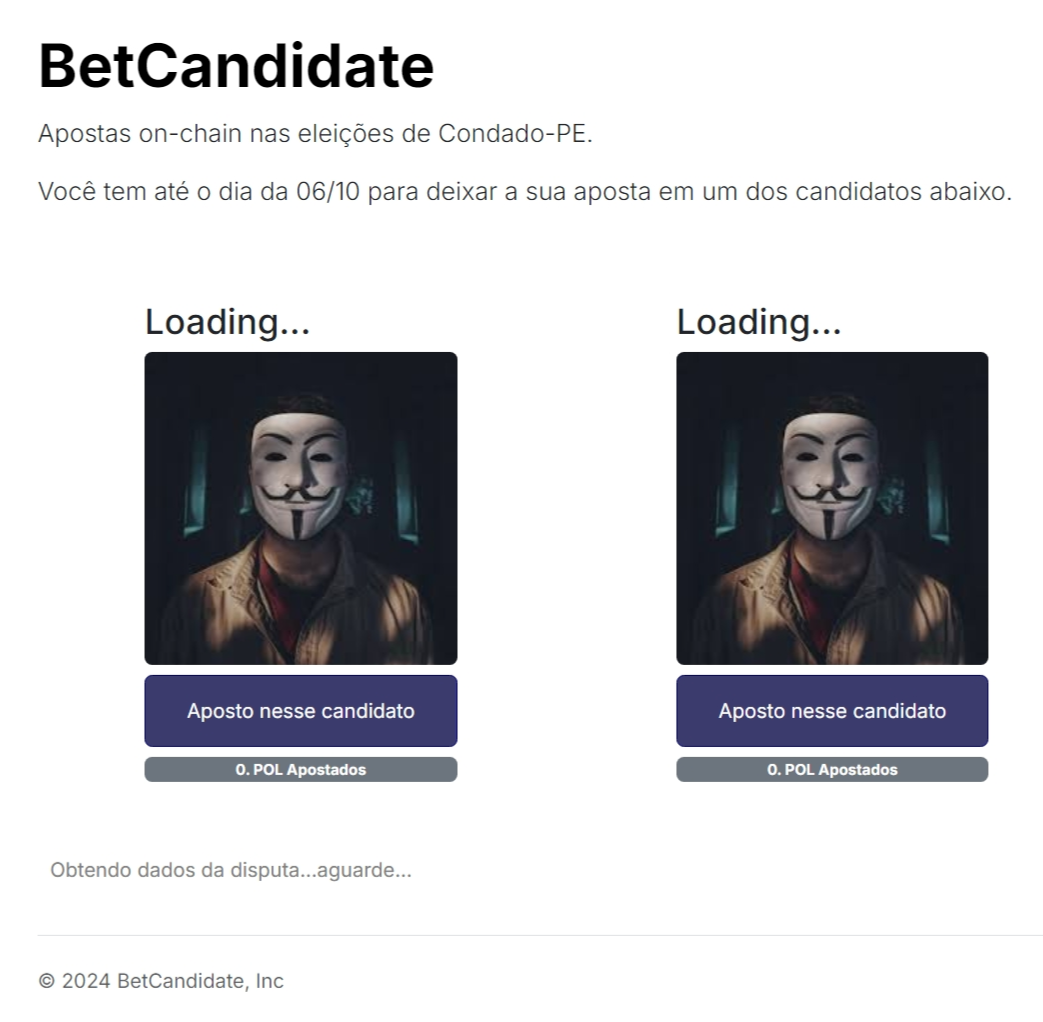 BetCandidate
Apostas on-chain nas eleições de Condado-PE.
Você tem até o dia da 06/10 para deixar a sua aposta em um dos candidatos abaixo.
Loading...
Aposto nesse candidato
0. POL Apostados
Loading...
Aposto nesse candidato
0. POL Apostados
Obtendo dados da disputa...aguarde...
© 2024 BetCandidate, Inc